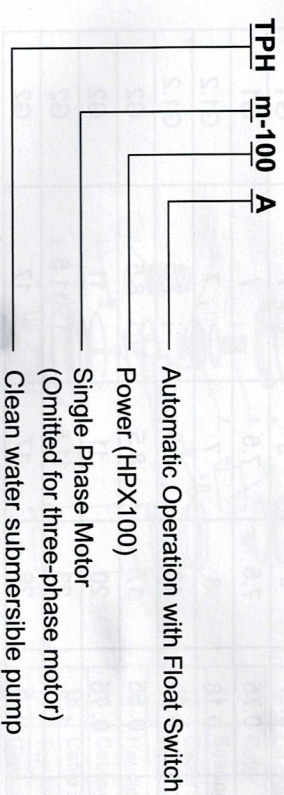 TPH m-100 A
Automatic Operation with Float Switch
Power (HPX100)
Single Phase Motor
(Omitted for three-phase motor)
Clean water submersible pump